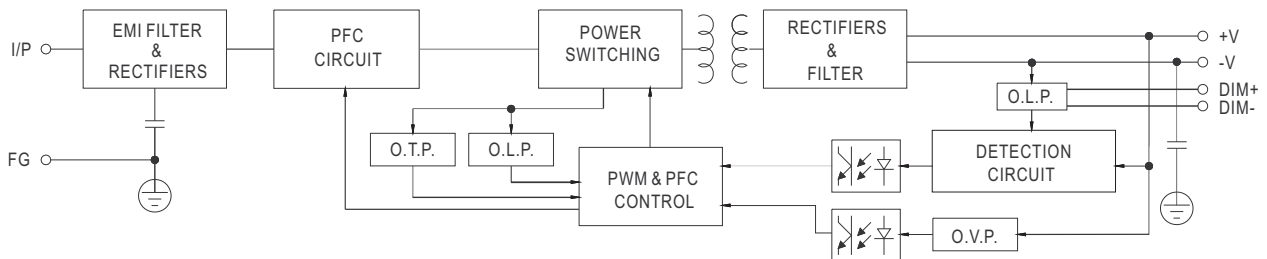 I/P
EMI FILTER
&
RECTIFIERS
PFC
CIRCUIT
POWER
SWITCHING
RECTIFIERS
&
FILTER
+V
-V
DIM+
DIM-
O.L.P.
FG
O.T.P.
O.L.P.
PWM & PFC
CONTROL
DETECTION
CIRCUIT
O.V.P.